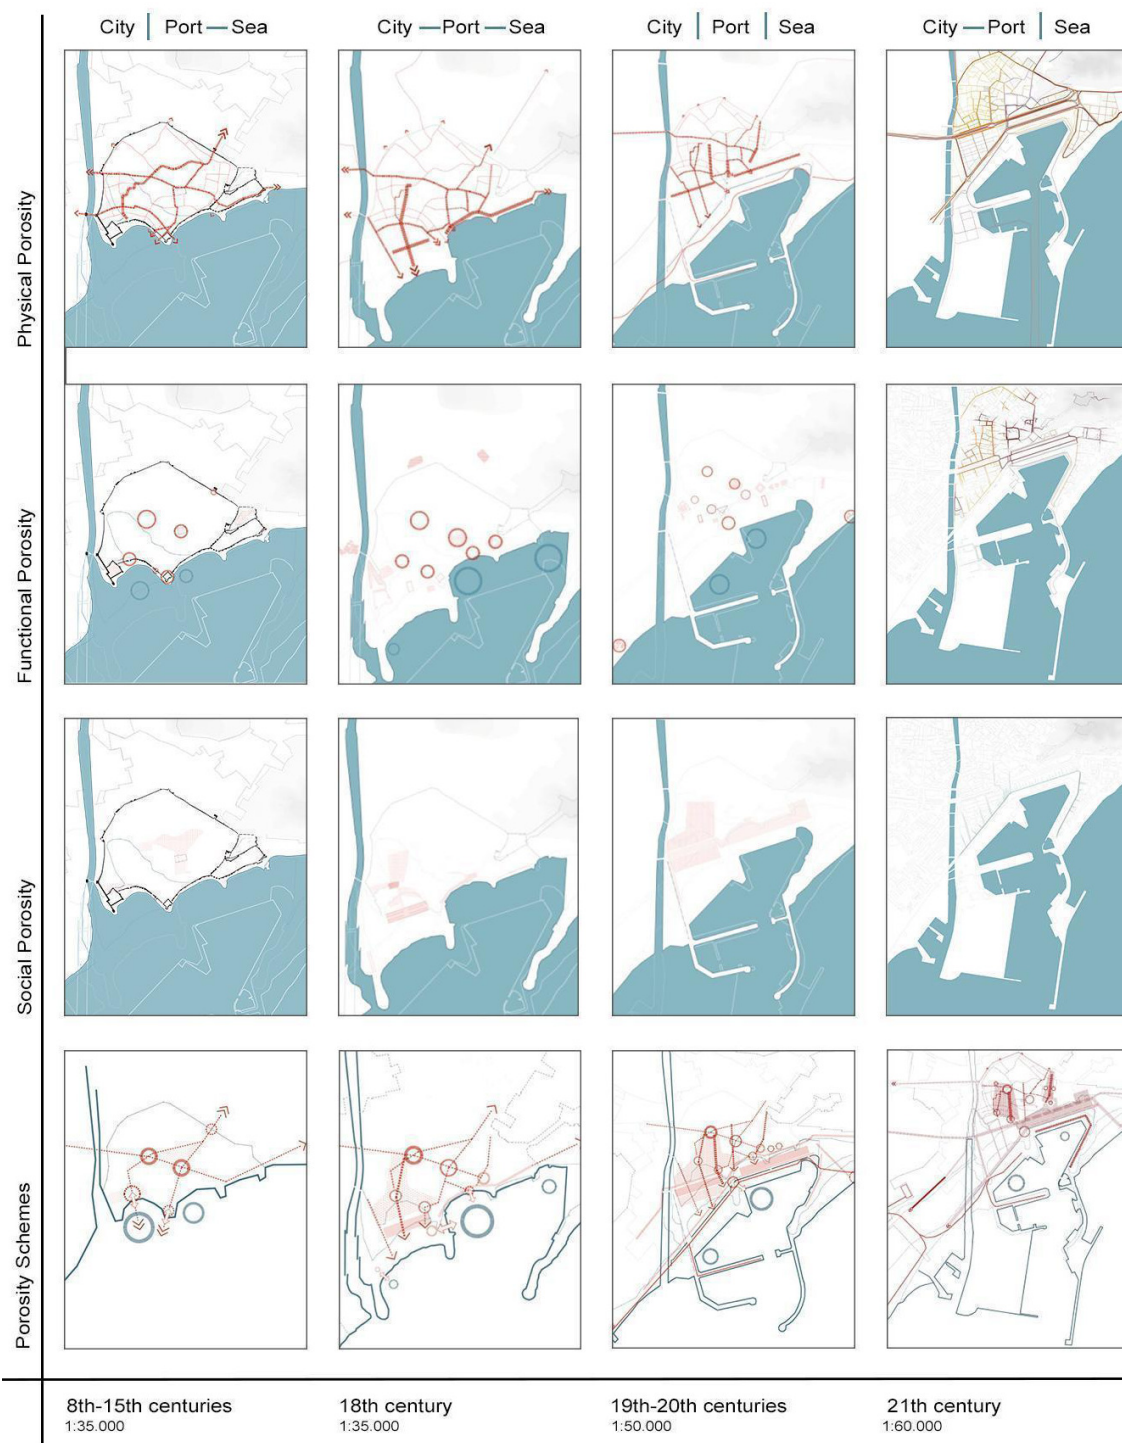 City | Port — Sea
City — Port — Sea
City | Port | Sea
City — Port | Sea
Physical Porosity
Functional Porosity
Social Porosity
Porosity Schemes
8th-15th centuries
1:35.000
18th century
1:35.000
19th-20th centuries
1:50.000
21th century
1:60.000